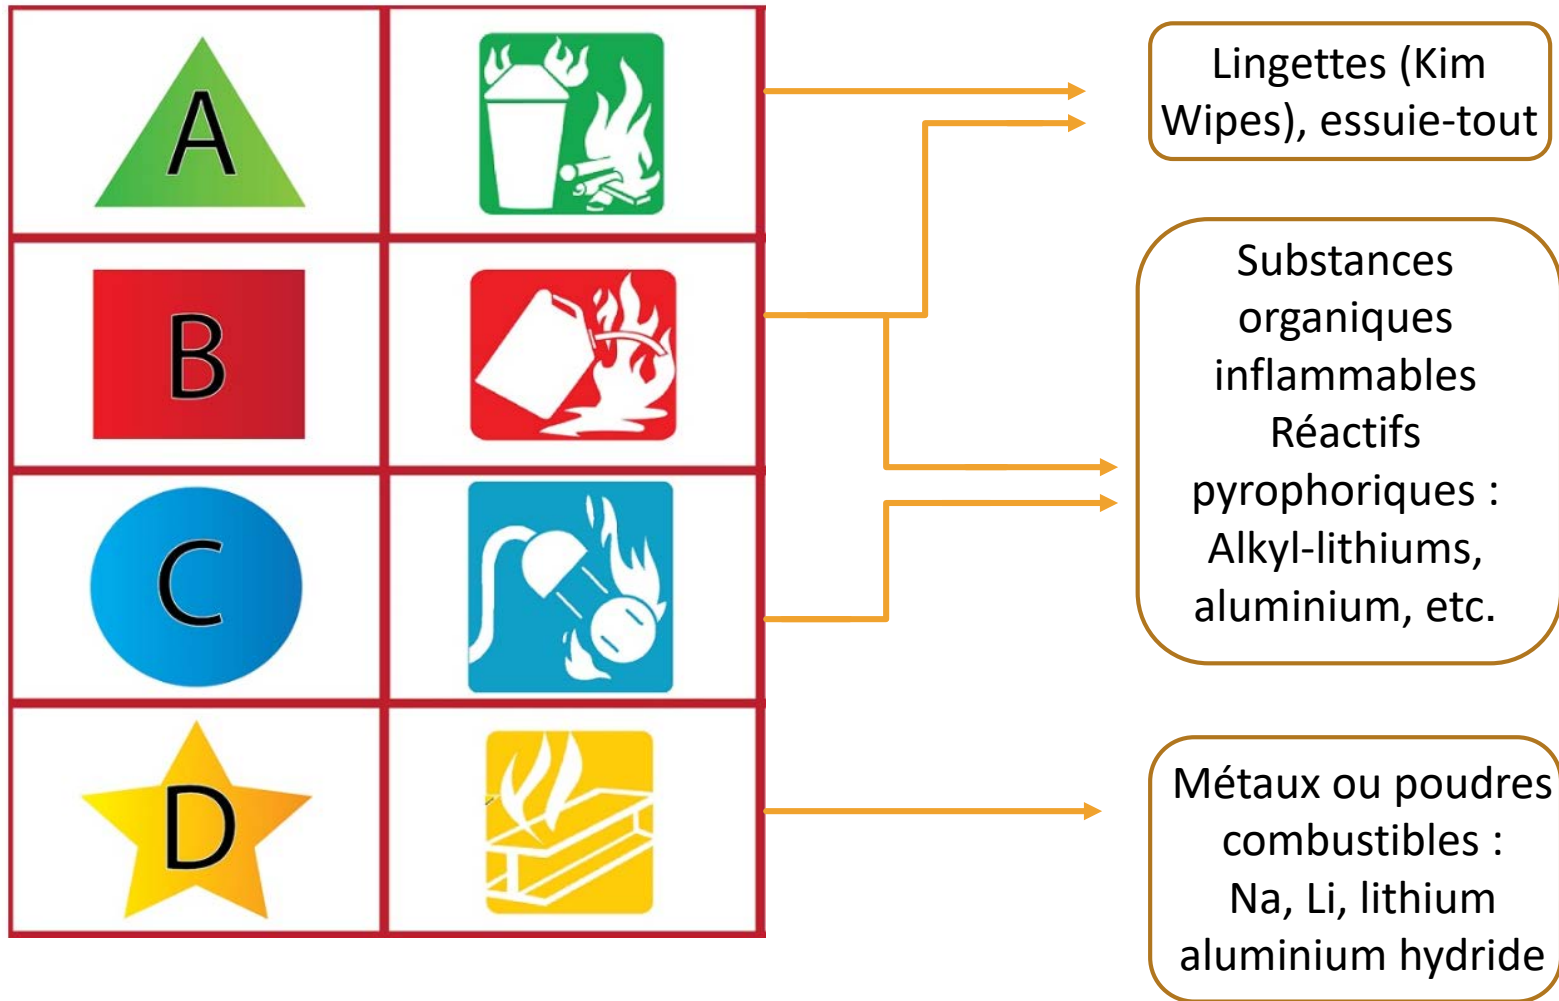 A
Lingettes (Kim
Wipes), essuie-tout
B
Substances
organiques
inflammables
Réactifs
pyrophoriques :
Alkyl-lithiums,
aluminium, etc.
C
D
Métaux ou poudres
combustibles :
Na, Li, lithium
aluminium hydride